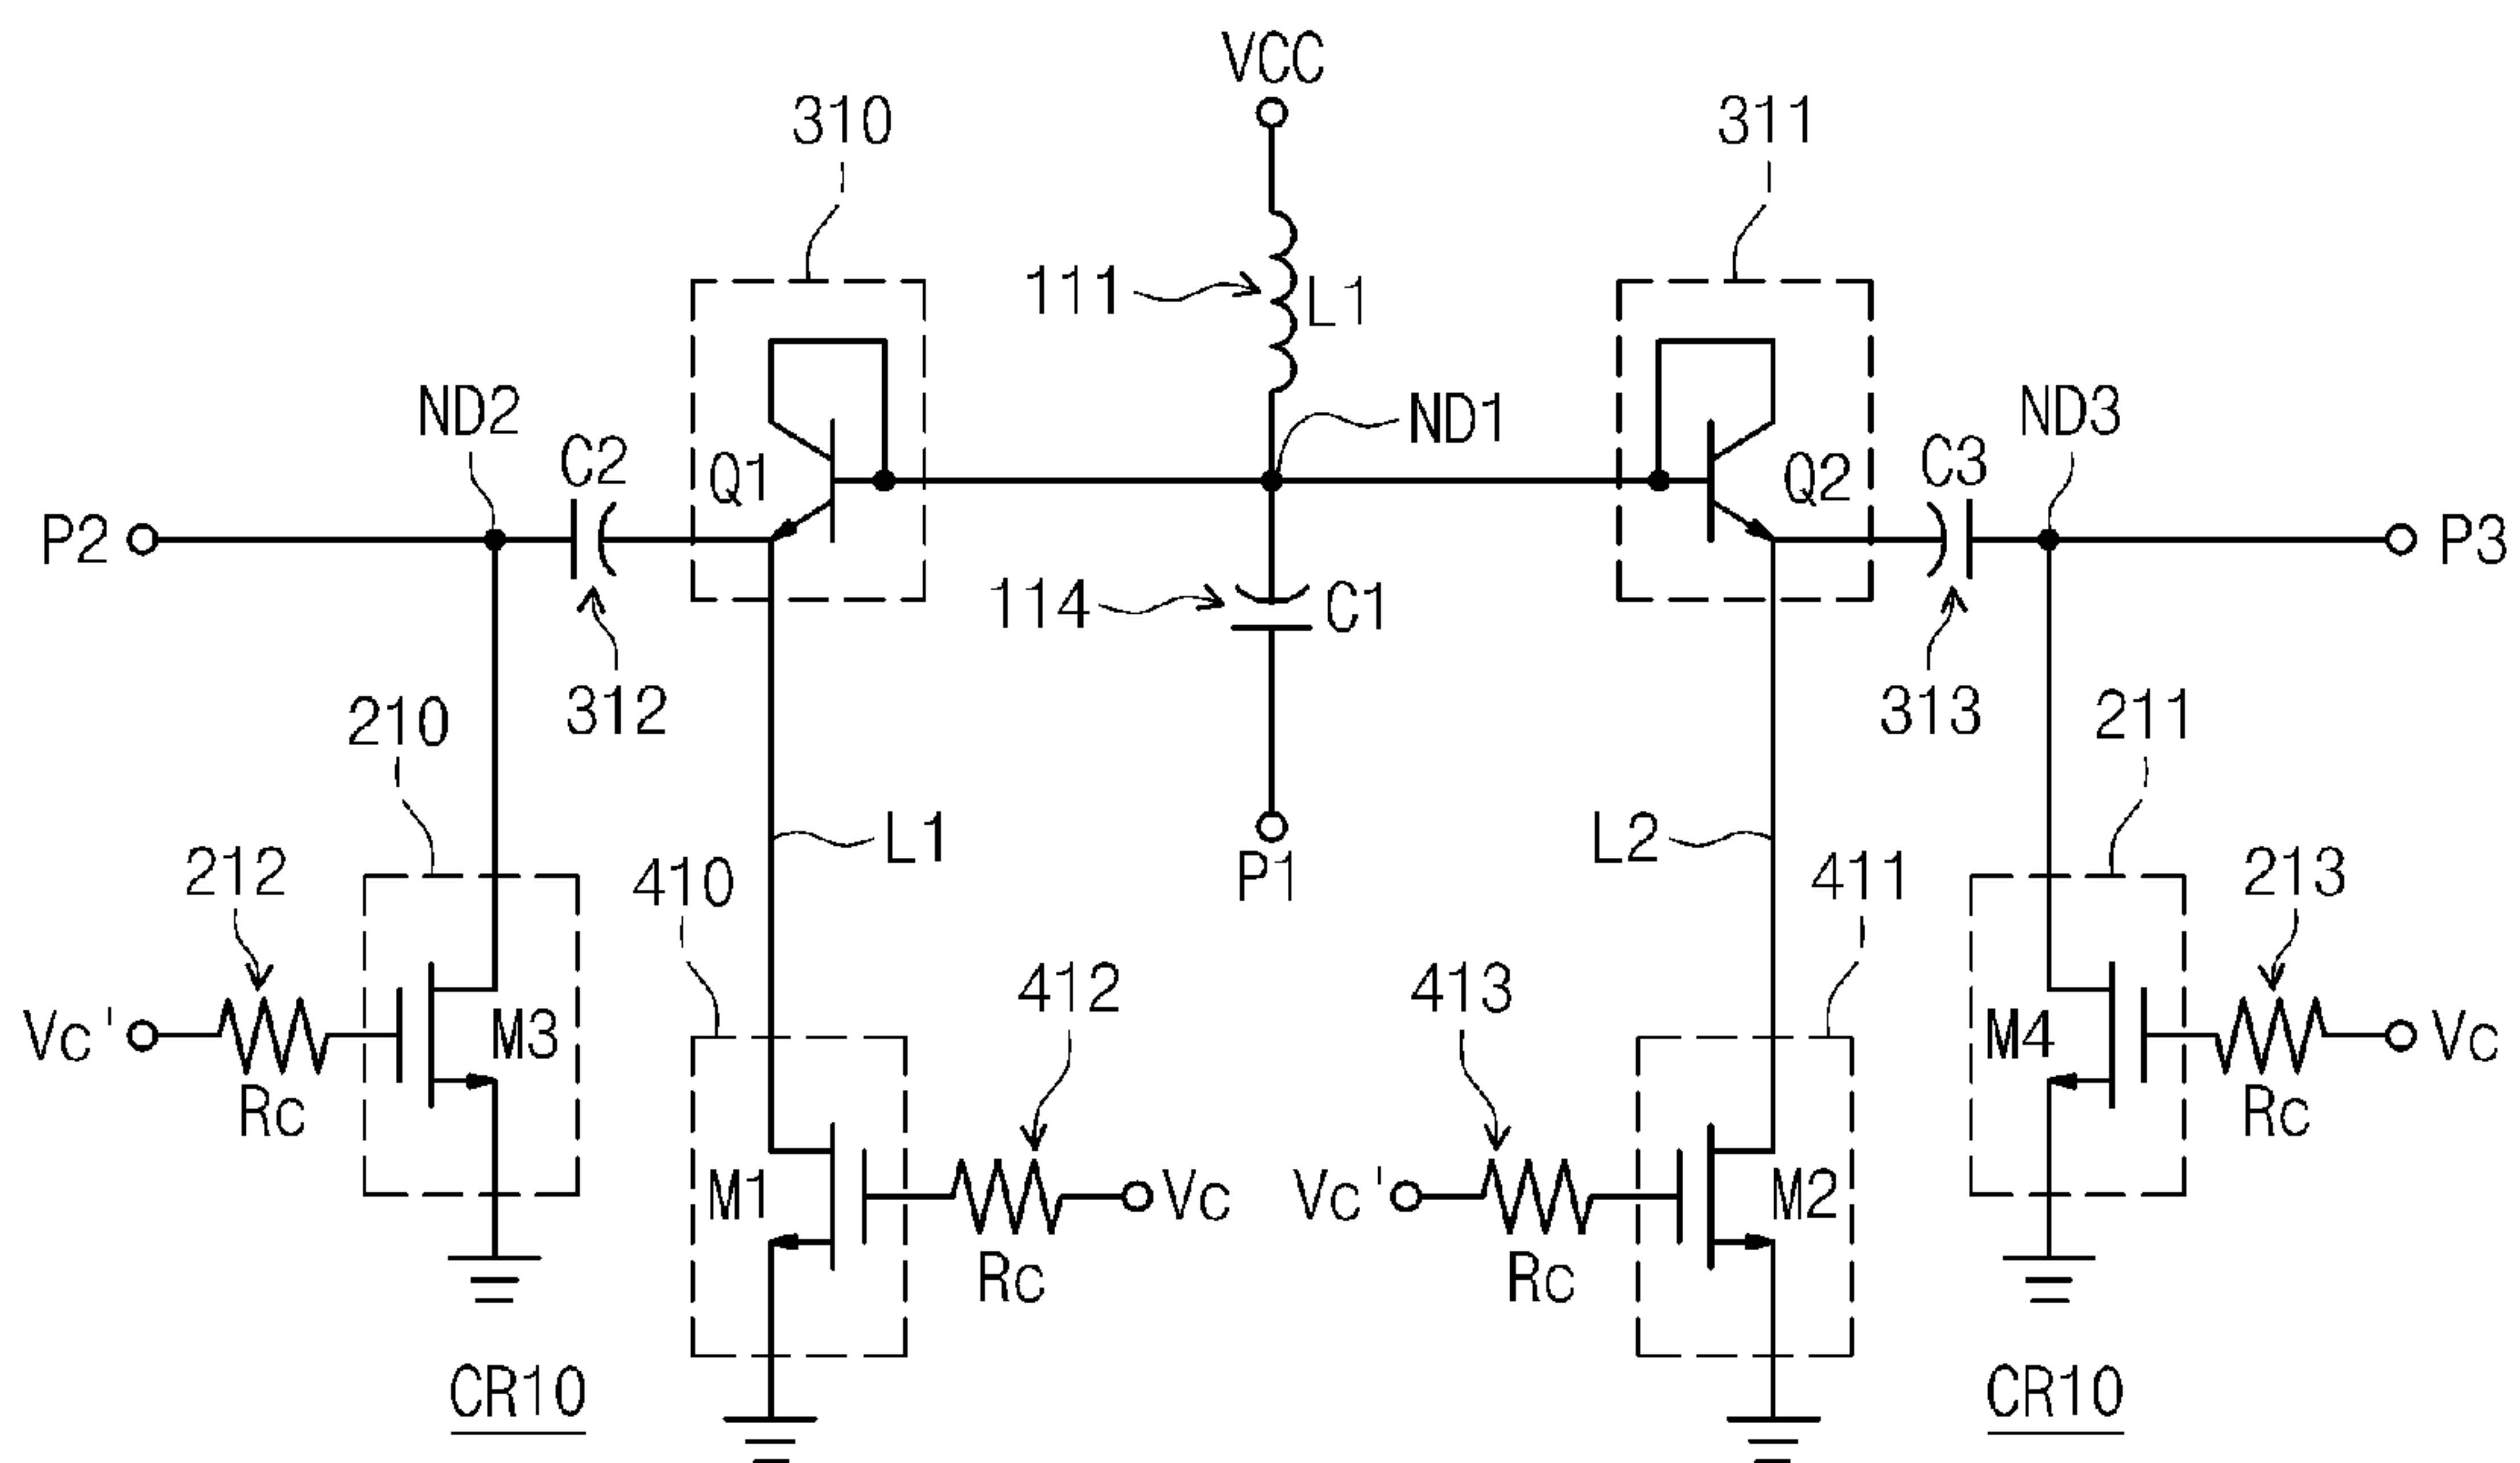 VCC
310
311
111
L1
ND2
C2
Q1
ND1
Q2
C3
ND3
P2
P3
114
C1
312
313
210
211
L1
L2
P1
212
410
411
213
412
413
Vc'
M3
M4
Vc
Rc
Rc
M1
Vc
Vc'
M2
Rc
Rc
CR10
CR10